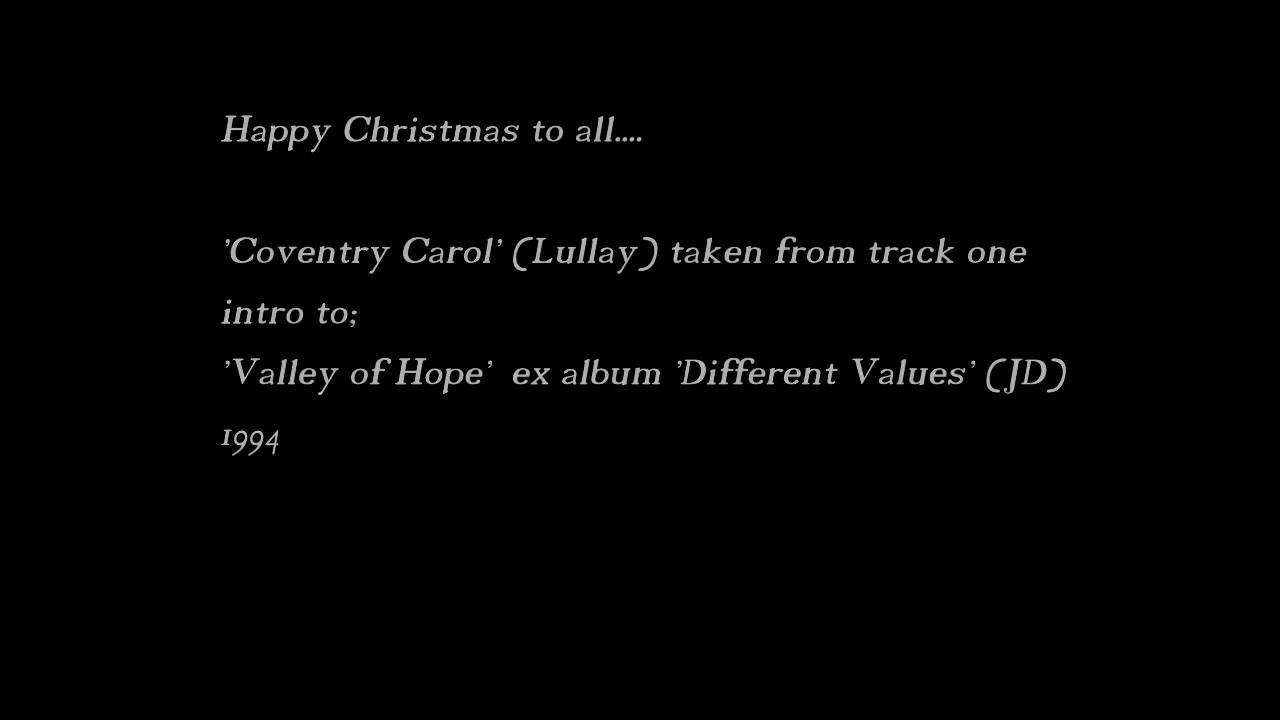 Happy Christmas to all....
'Coventry Carol' (Lullay) taken from track one
intro to;
'Valley of Hope'  ex album 'Different Values' (JD)
1994